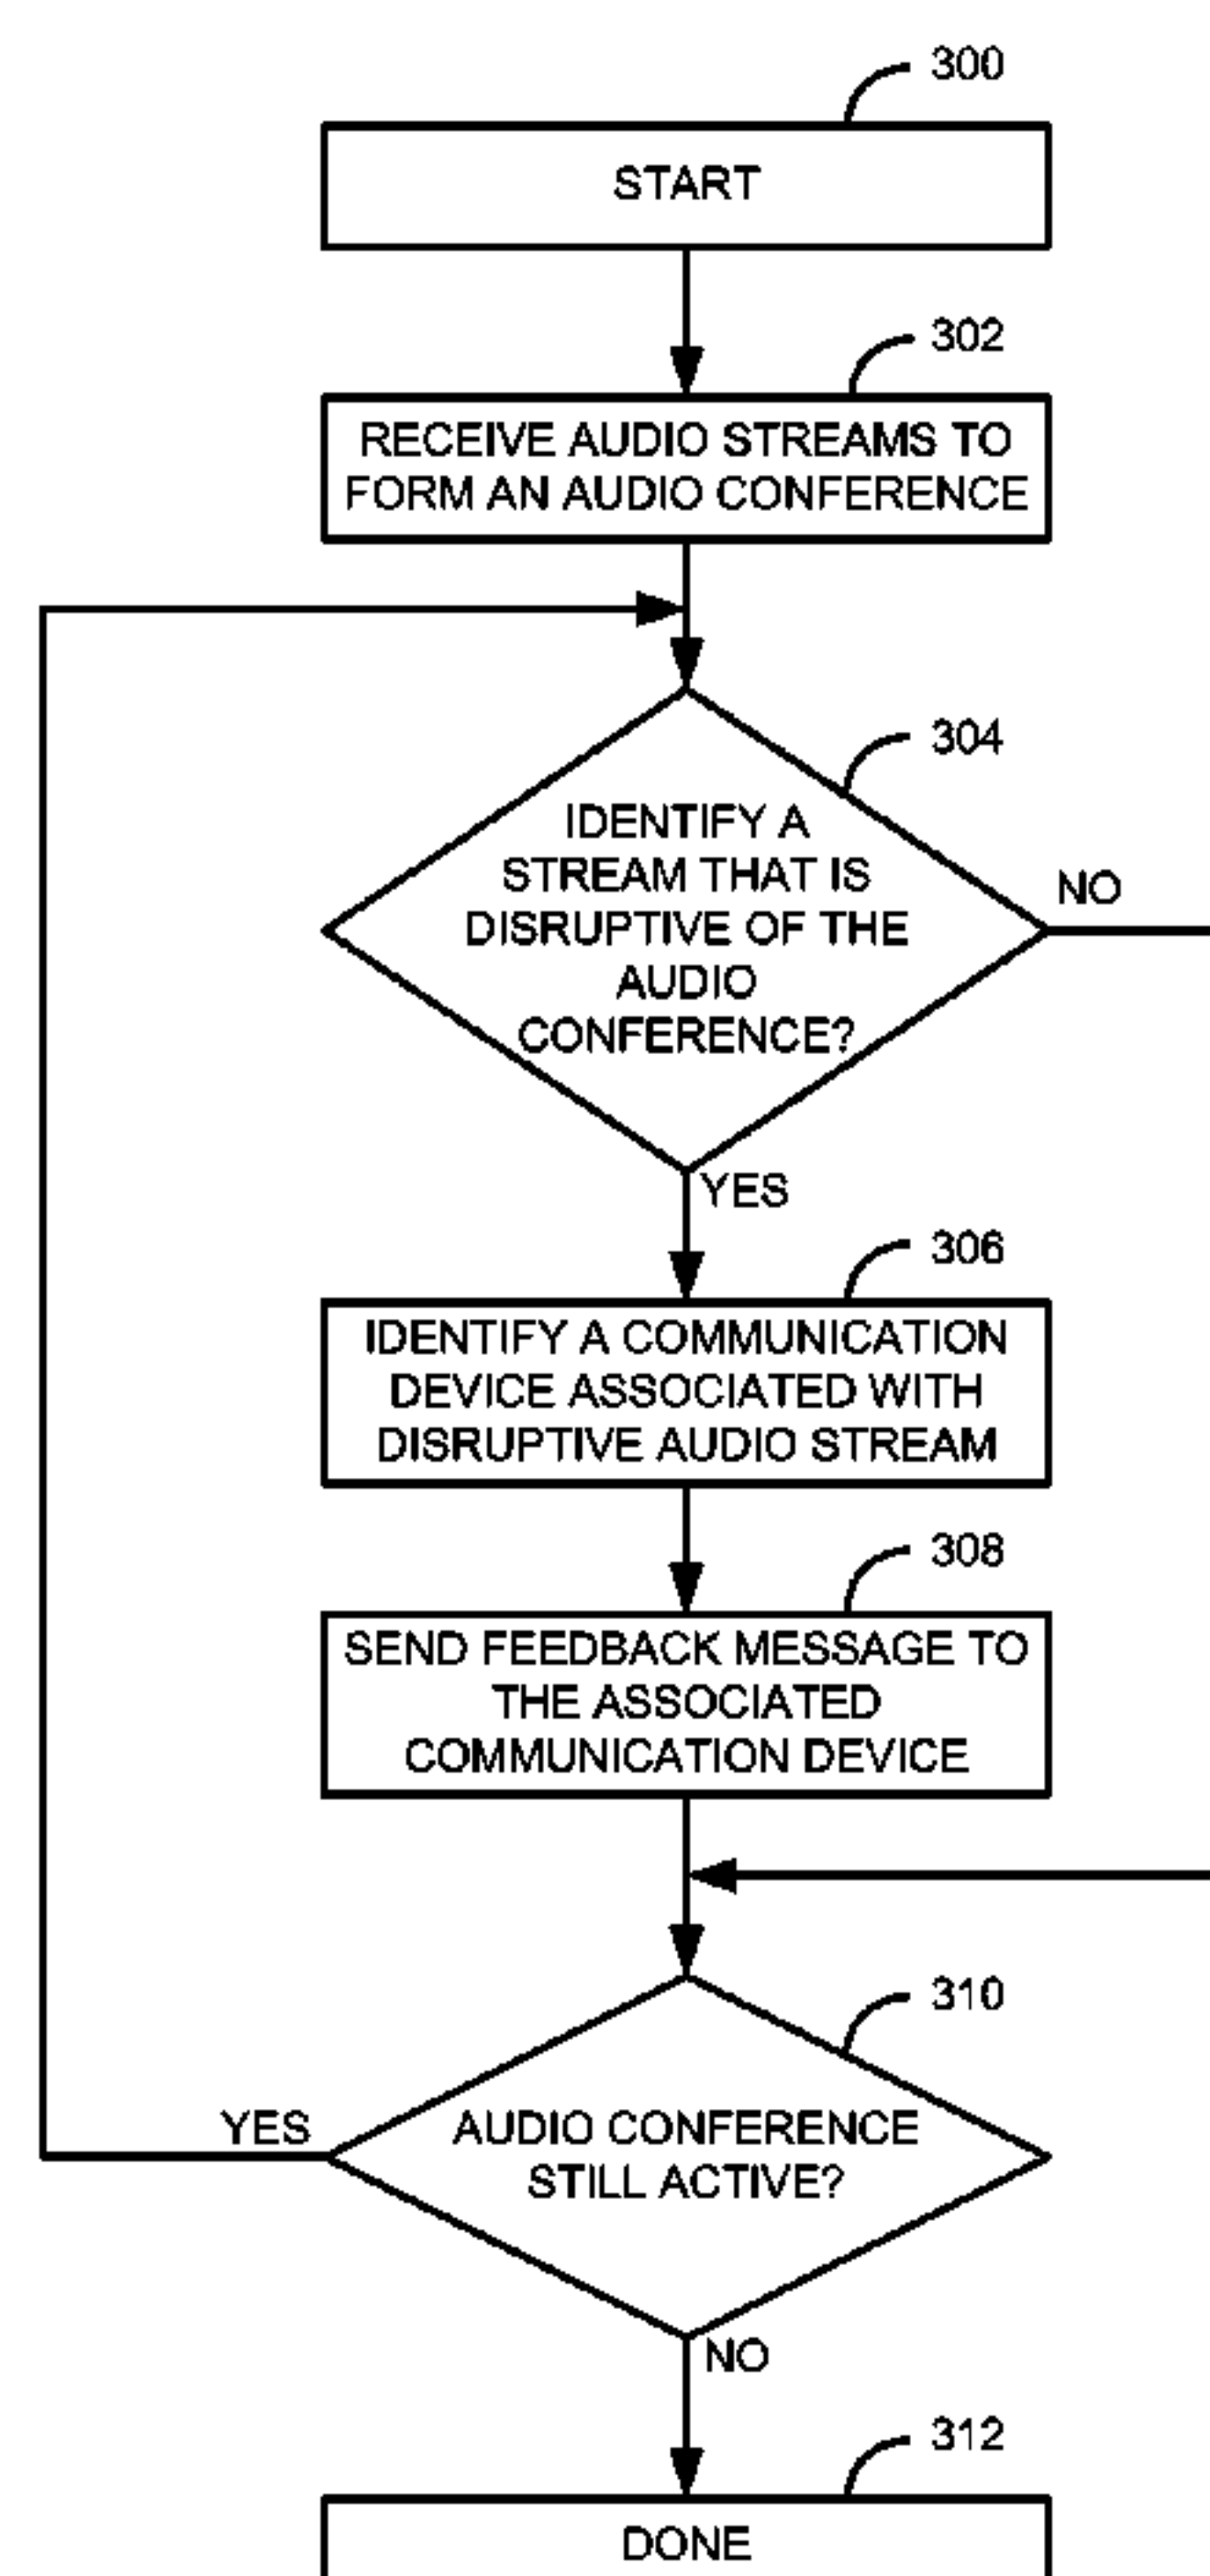 300
START
302
RECEIVE AUDIO STREAMS TO
FORM AN AUDIO CONFERENCE
304
IDENTIFY A
STREAM THAT IS
DISRUPTIVE OF THE
AUDIO
CONFERENCE?
NO
YES
306
IDENTIFY A COMMUNICATION
DEVICE ASSOCIATED WITH
DISRUPTIVE AUDIO STREAM
308
SEND FEEDBACK MESSAGE TO
THE ASSOCIATED
COMMUNICATION DEVICE
310
YES
AUDIO CONFERENCE
STILL ACTIVE?
NO
312
DONE